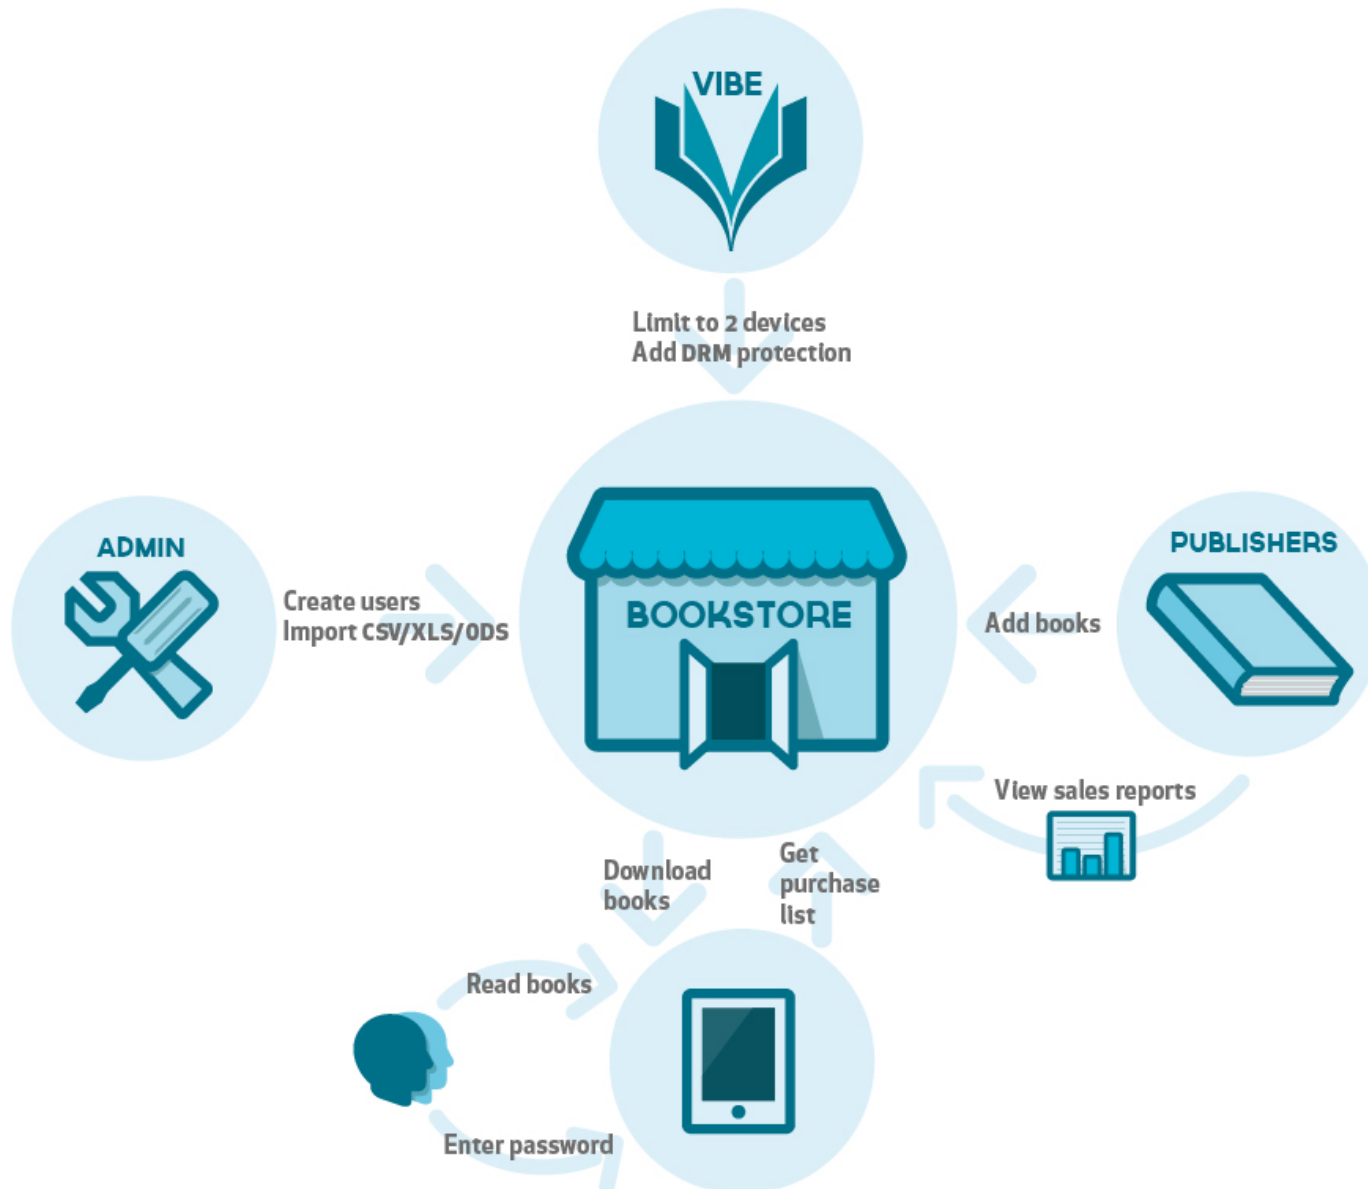 VIBE
Limit to 2 devices
Add DRM protection
ADMIN
Create users
Import CSV/XLS/ODS
BOOKSTORE
PUBLISHERS
Add books
View sales reports
Download
books
Get
purchase
list
Read books
Enter password